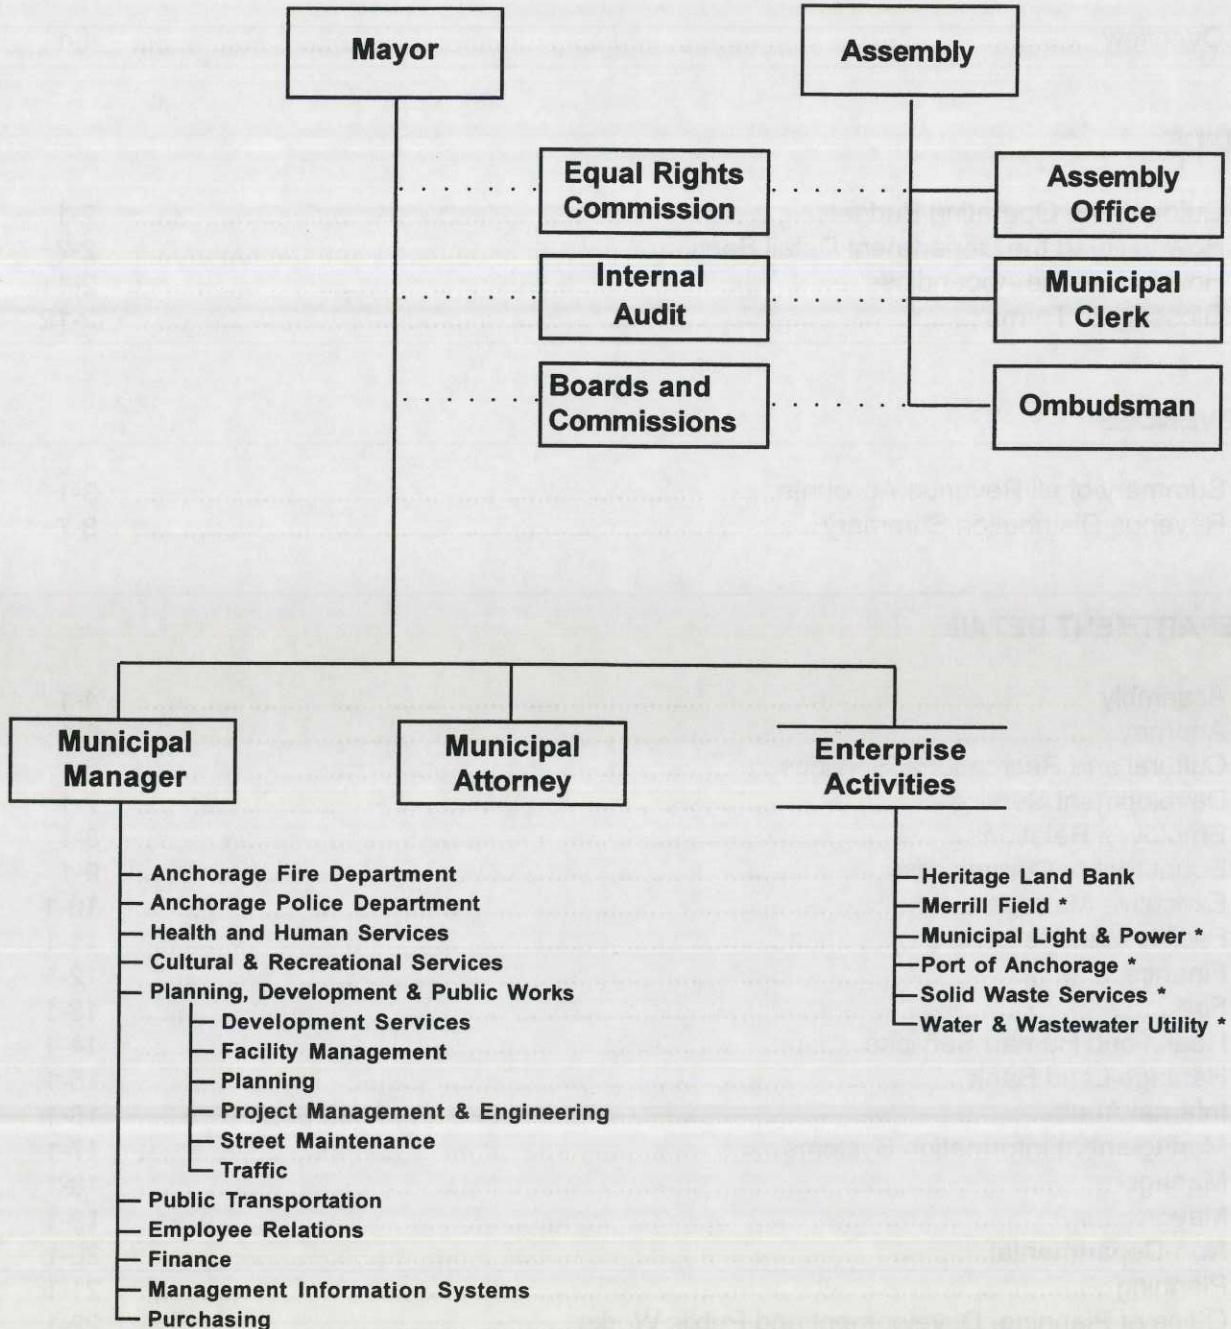 Mayor
Assembly
Equal Rights
Commission
Assembly
Office
Internal
Audit
Municipal
Clerk
Boards and
Commissions
Ombudsman
Municipal
Manager
Municipal
Attorney
Enterprise
Activities
Anchorage Fire Department
Anchorage Police Department
Health and Human Services
Cultural & Recreational Services
Planning, Development & Public Works
Development Services
Facility Management
Planning
Project Management & Engineering
Street Maintenance
Traffic
Public Transportation
Employee Relations
Finance
Management Information Systems
Purchasing
Heritage Land Bank
Merrill Field *
Municipal Light & Power *
Port of Anchorage *
Solid Waste Services *
Water & Wastewater Utility *